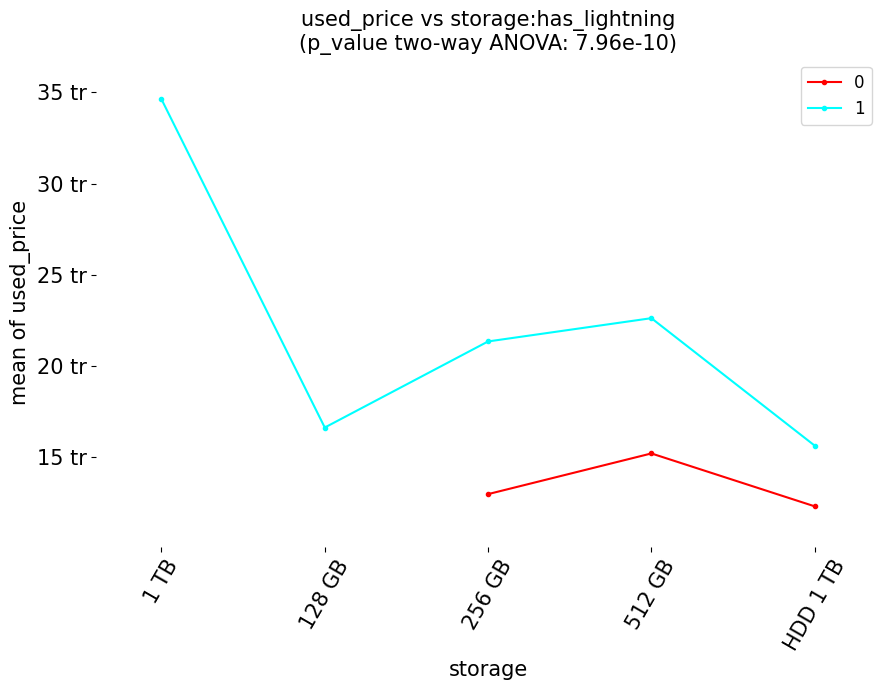 used_price vs storage:has_lightning
(p_value two-way ANOVA: 7.96e-10)
0
1
35 tr
30 tr
25 tr
20 tr
15 tr
mean of used_price
1 TB
128 GB
256 GB
512 GB
HDD 1 TB
storage